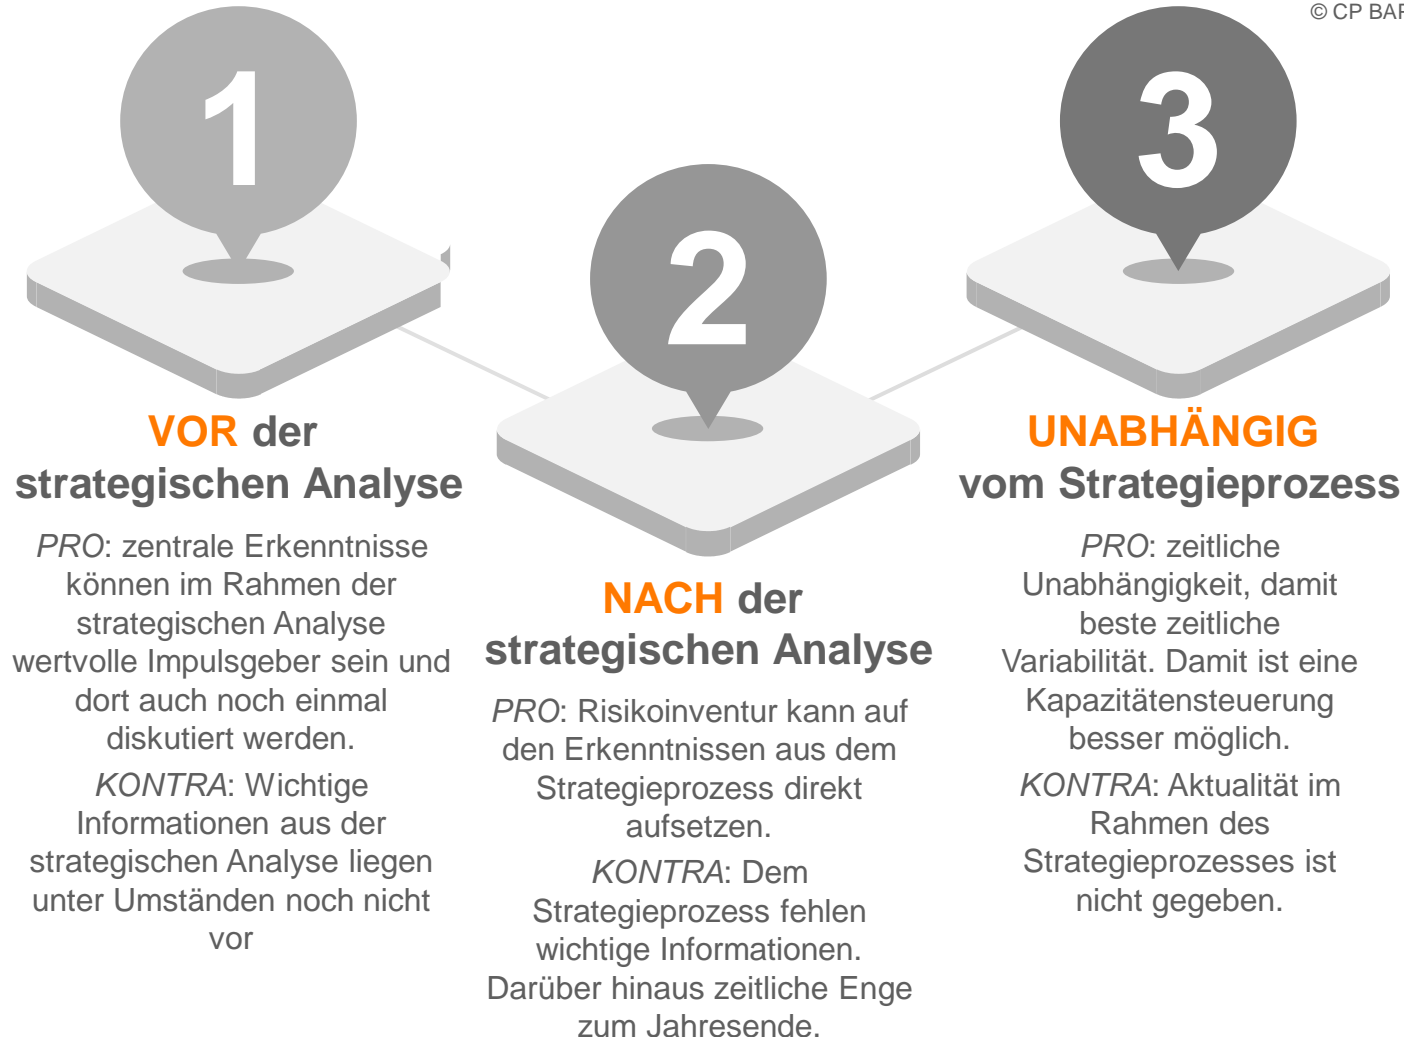 © CP BAR
1
VOR der
strategischen Analyse
PRO: zentrale Erkenntnisse
können im Rahmen der
strategischen Analyse
wertvolle Impulsgeber sein und
dort auch noch einmal
diskutiert werden.
KONTRA: Wichtige
Informationen aus der
strategischen Analyse liegen
unter Umständen noch nicht
vor
2
NACH der
strategischen Analyse
PRO: Risikoinventur kann auf
den Erkenntnissen aus dem
Strategieprozess direkt
aufsetzen.
KONTRA: Dem
Strategieprozess fehlen
wichtige Informationen.
Darüber hinaus zeitliche Enge
zum Jahresende.
3
UNABHÄNGIG
vom Strategieprozess
PRO: zeitliche
Unabhängigkeit, damit
beste zeitliche
Variabilität. Damit ist eine
Kapazitätensteuerung
besser möglich.
KONTRA: Aktualität im
Rahmen des
Strategieprozesses ist
nicht gegeben.